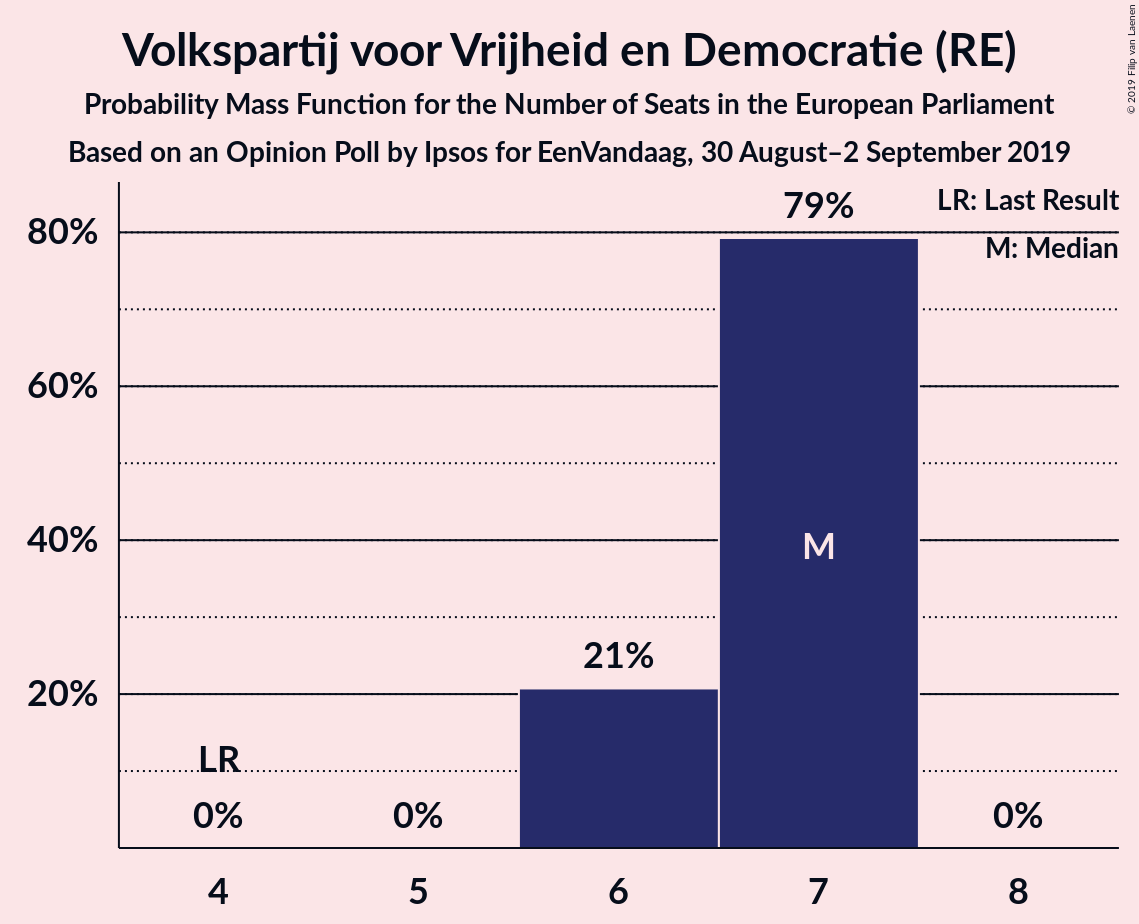 Volkspartij voor Vrijheid en Democratie (RE)
Probability Mass Function for the Number of Seats in the European Parliament
Based on an Opinion Poll by Ipsos for EenVandaag, 30 August–2 September 2019
© 2019 Filip van Laenen
LR: Last Result
M: Median
79%
80%
60%
40%
M
21%
20%
LR
0%
0%
0%
4
5
6
7
8